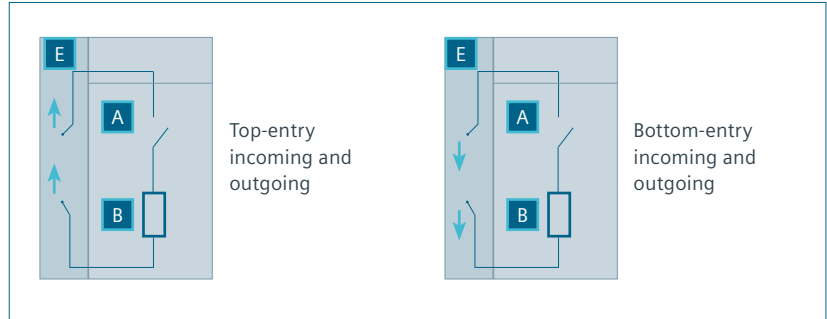 E
A
B
Top-entry
incoming and
outgoing
E
A
B
Bottom-entry
incoming and
outgoing